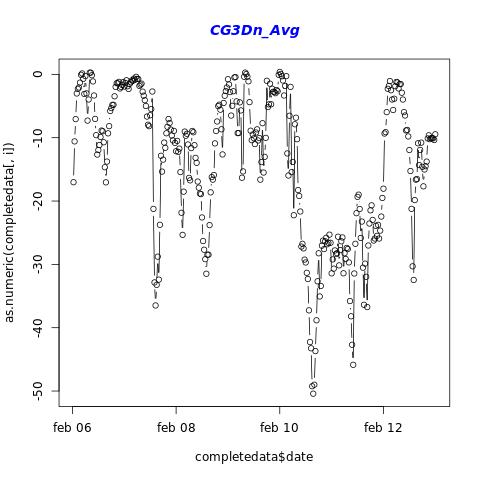 CG3Dn_Avg
as.numeric(completedata[, i])
0
-10
-20
-30
-40
-50
feb 06
feb 08
feb 10
feb 12
completedata$date